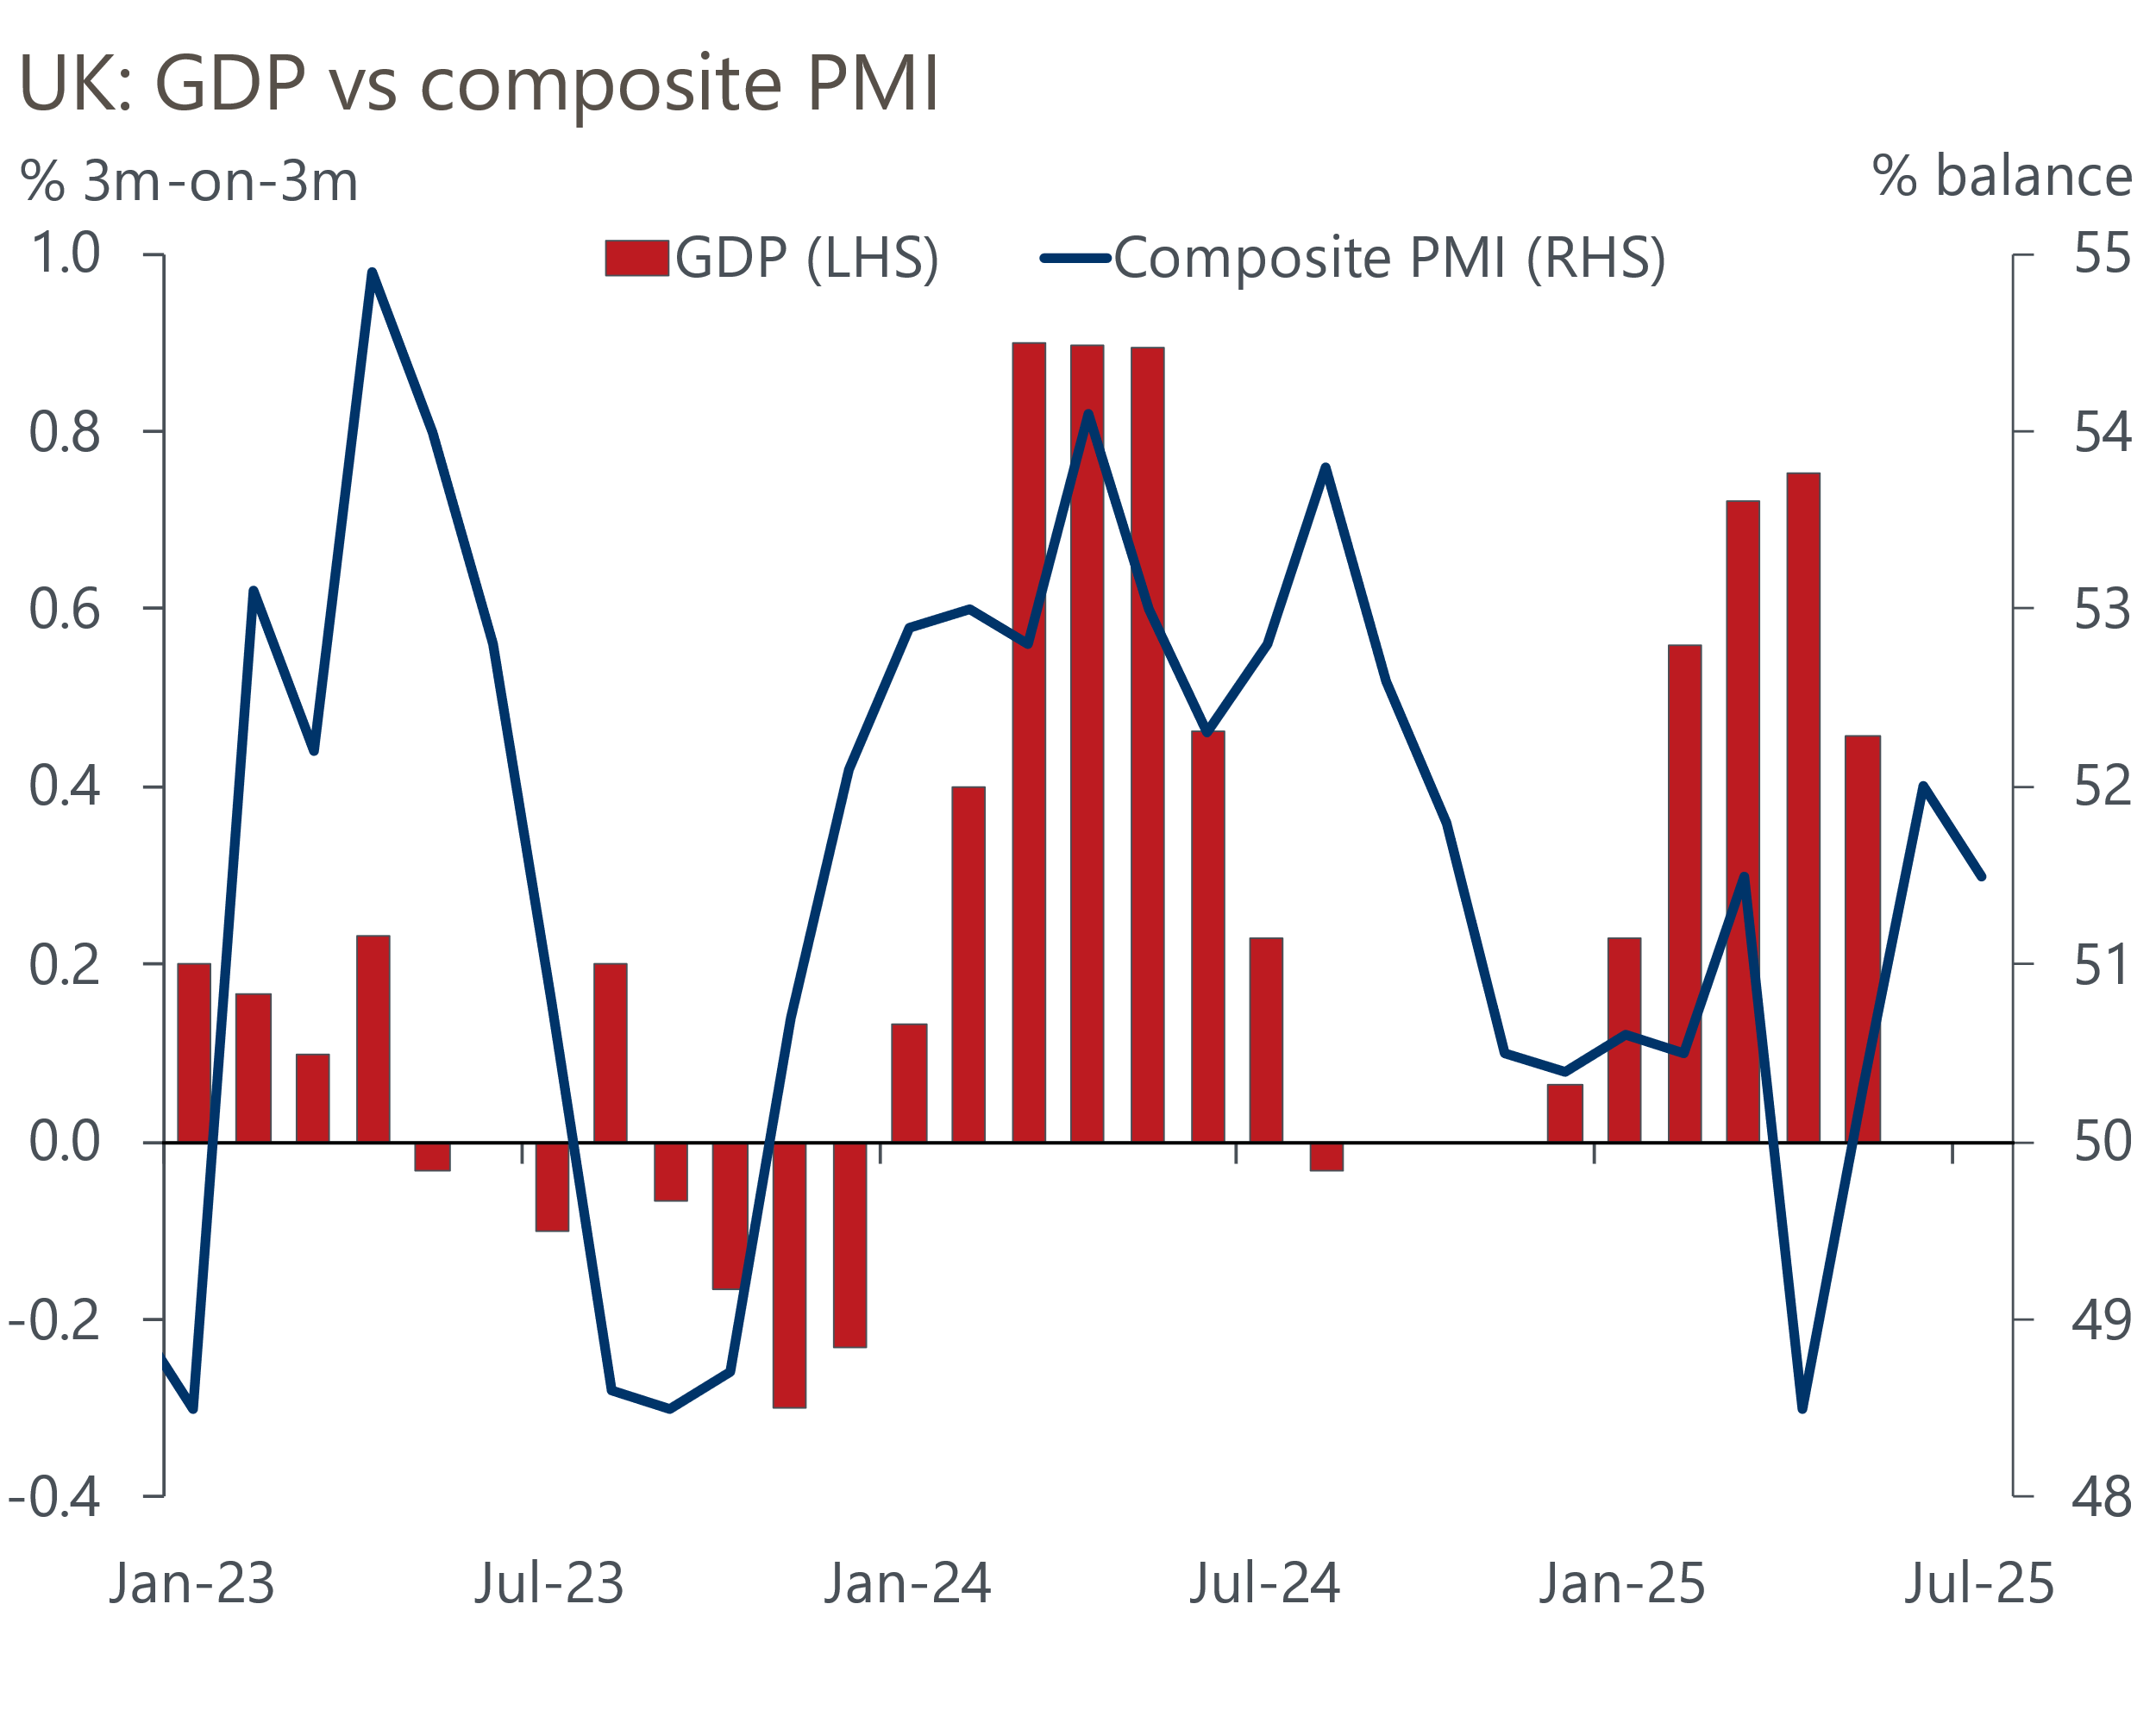 UK: GDP vs composite PMI
% 3m-on-3m % balance
GDP (LHS) Composite PMI (RHS)
1.0 55
0.8 54
0.6 53
0.4 52
0.2 51
0.0 50
-0.2 49
-0.4 48
Jan-23 Jul-23 Jan-24 Jul-24 Jan-25 Jul-25